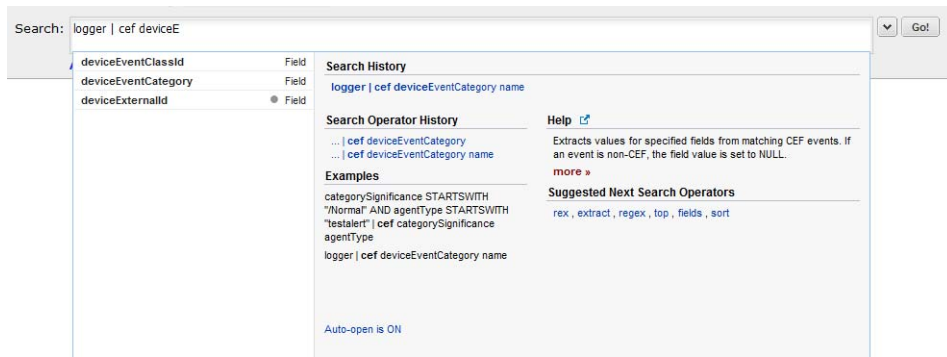 Search: logger | cef deviceE
Go!
deviceEventClassId Field
deviceEventCategory Field
deviceExternalId Field
Search History
logger | cef deviceEventCategory name
Search Operator History
... | cef deviceEventCategory
... | cef deviceEventCategory name
Examples
categorySignificance STARTSWITH
"/Normal" AND agentType STARTSWITH
"testalert" | cef categorySignificance
agentType
logger | cef deviceEventCategory name
Auto-open is ON
Help
Extracts values for specified fields from matching CEF events. If
an event is non-CEF, the field value is set to NULL.
more »
Suggested Next Search Operators
rex , extract , regex , top , fields , sort